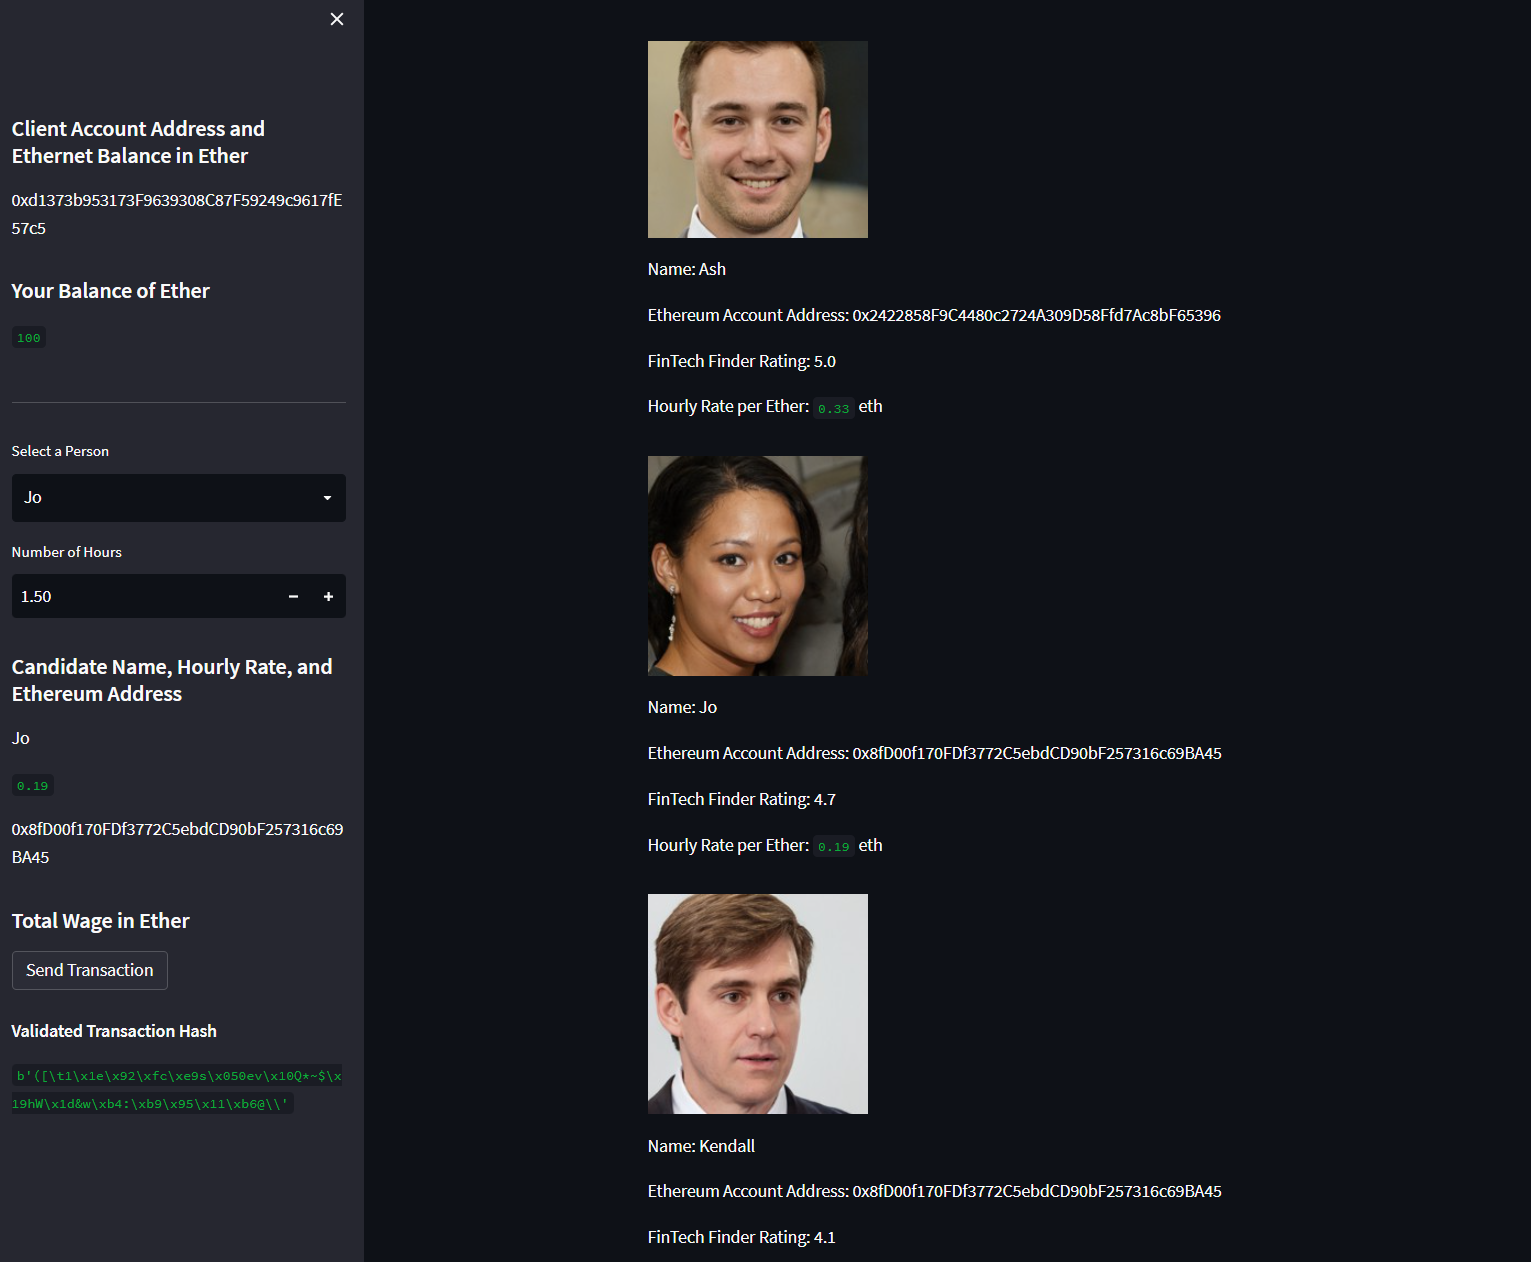 Client Account Address and
Ethernet Balance in Ether
0xd1373b953173F9639308C87F59249c9617fE
57c5
Your Balance of Ether
100
Select a Person
Jo
Number of Hours
1.50
Candidate Name, Hourly Rate, and
Ethereum Address
Jo
0.19
0x8fD00f170FDf3772C5ebdCD90bF257316c69
BA45
Total Wage in Ether
Send Transaction
Validated Transaction Hash
b'([\t1\x1e\x92\xfc\xe9s\x050ev\x10Q*~$\x
19hW\x1d&w\xb4:\xb9\x95\x11\xb6@\\'
Name: Ash
Ethereum Account Address: 0x2422858F9C4480c2724A309D58Ffd7Ac8bF65396
FinTech Finder Rating: 5.0
Hourly Rate per Ether: 0.33 eth
Name: Jo
Ethereum Account Address: 0x8fD00f170FDf3772C5ebdCD90bF257316c69BA45
FinTech Finder Rating: 4.7
Hourly Rate per Ether: 0.19 eth
Name: Kendall
Ethereum Account Address: 0x8fD00f170FDf3772C5ebdCD90bF257316c69BA45
FinTech Finder Rating: 4.1